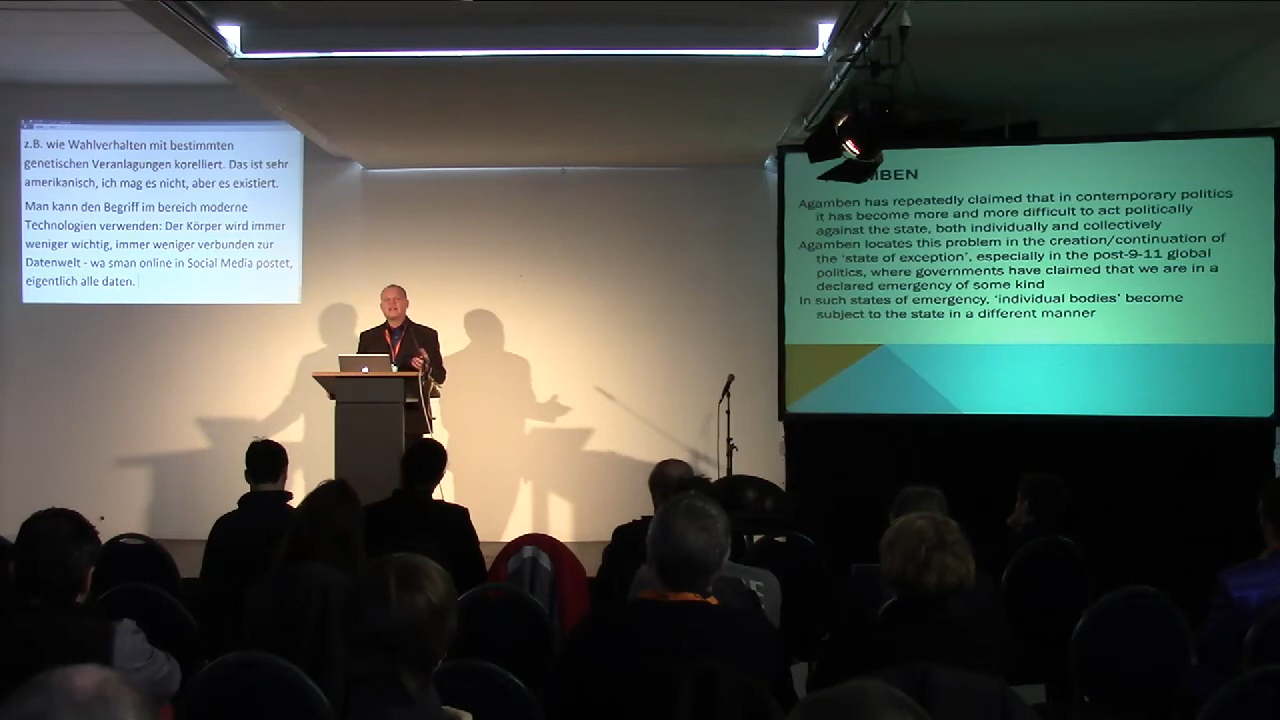 z.B. wie Wahlverhalten mit bestimmten
genetischen Veranlagungen korelliert. Das ist sehr
amerikanisch, ich mag es nicht, aber es existiert.
Man kann den Begriff im bereich moderne
Technologien verwenden: Der Körper wird immer
weniger wichtig, immer weniger verbunden zur
Datenwelt - wa sman online in Social Media postet,
eigentlich alle daten.
MBEN
Agamben has repeatedly claimed that in contemporary politics
it has become more and more difficult to act politically
against the state, both individually and collectively
Agamben locates this problem in the creation/continuation of
the 'state of exception', especially in the post-9-11 global
politics, where governments have claimed that we are in a
declared emergency of some kind
In such states of emergency, 'individual bodies' become
subject to the state in a different manner